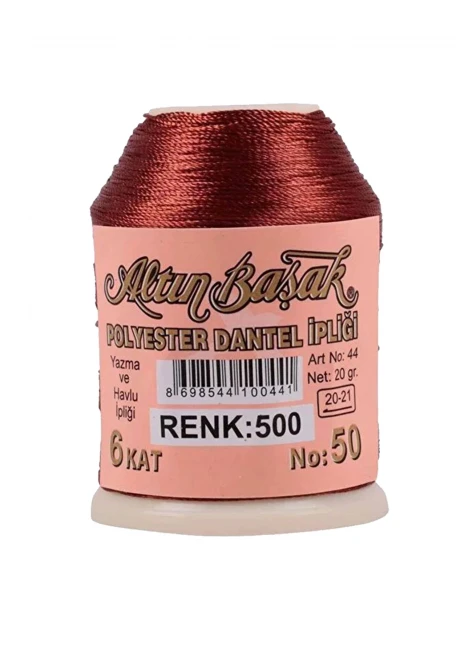 Altın Başak®
POLYESTER DANTEL İPLİĞİ
Yazma
ve
Havlu
İpliği
8 698544 100441
Art No: 44
Net: 20 gr.
20-21
RENK:500
6 KAT
No: 50